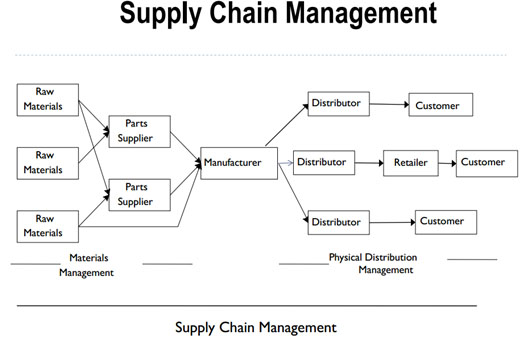 Supply Chain Management
Raw
Materials
Raw
Materials
Raw
Materials
Parts
Supplier
Parts
Supplier
Manufacturer
Distributor
Customer
Distributor
Retailer
Customer
Distributor
Customer
Materials
Management
Physical Distribution
Management
Supply Chain Management